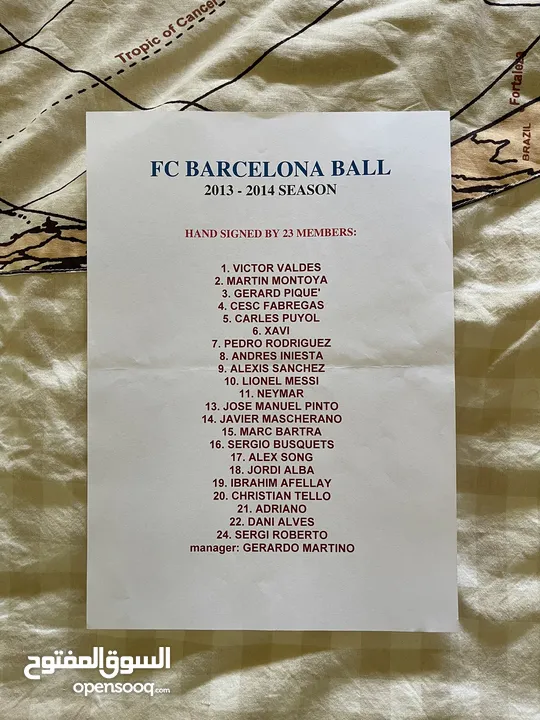 Tropic of Cancer
Fortaleza
BRAZIL
FC BARCELONA BALL
2013 - 2014 SEASON
HAND SIGNED BY 23 MEMBERS:
1. VICTOR VALDES
2. MARTIN MONTOYA
3. GERARD PIQUE'
4. CESC FABREGAS
5. CARLES PUYOL
6. XAVI
7. PEDRO RODRIGUEZ
8. ANDRES INIESTA
9. ALEXIS SANCHEZ
10. LIONEL MESSI
11. NEYMAR
13. JOSE MANUEL PINTO
14. JAVIER MASCHERANO
15. MARC BARTRA
16. SERGIO BUSQUETS
17. ALEX SONG
18. JORDI ALBA
19. IBRAHIM AFELLAY
20. CHRISTIAN TELLO
21. ADRIANO
22. DANI ALVES
24. SERGI ROBERTO
manager: GERARDO MARTINO
السوق المفتوح
opensooq.com